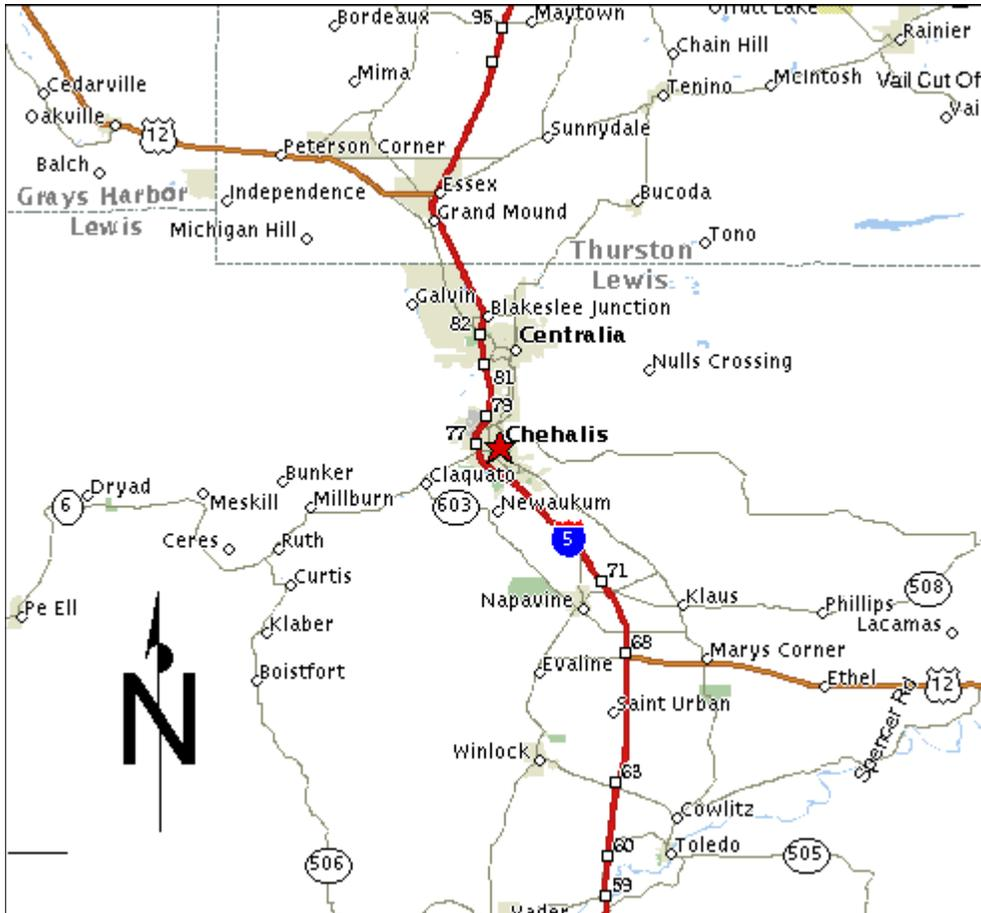 Bordeaux
95
Maytown
Offutt Lake
Rainier
Chain Hill
Mima
Cedarville
Tenino
McIntosh
Vail Cut Of
Vai
Oakville
12
Sunnydale
Peterson Corner
Balch
Essex
Grays Harbor
Lewis
Independence
Bucoda
Grand Mound
Michigan Hill
Tono
Thurston
Lewis
Galvin
Blakeslee Junction
82
Centralia
Nulls Crossing
81
79
77
Chehalis
Claquato
Bunker
Dryad
6
Meskill
Millburn
603
Newaukum
Ceres
Ruth
5
Curtis
71
508
Napavine
Klaus
Phillips
Pe Ell
Lacamas
Klaber
68
Marys Corner
Boistfort
Evaline
Ethel
12
N
Saint Urban
Spencer Rd
Winlock
63
Cowlitz
60
Toledo
505
506
59
Vader